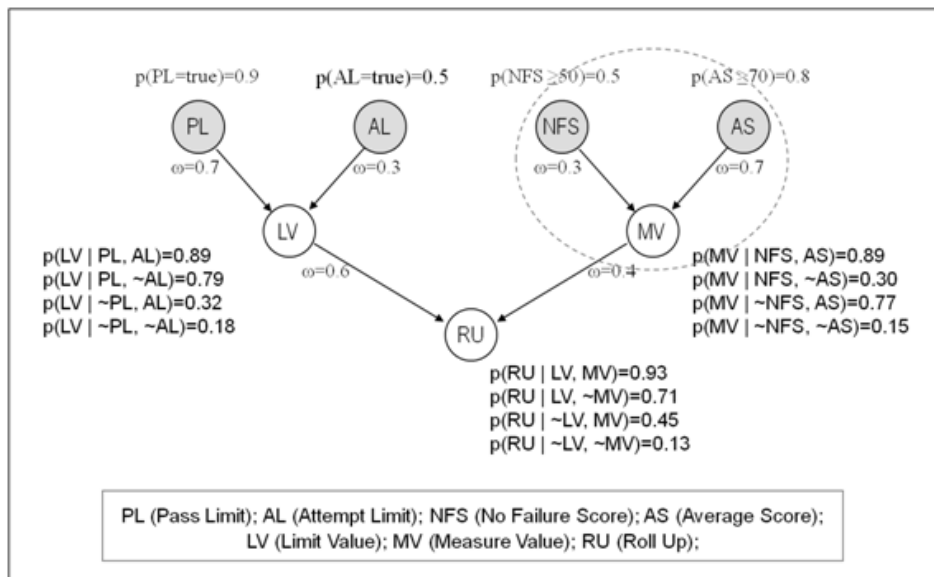 p(PL=true)=0.9
p(AL=true)=0.5
p(NFS ≥50)=0.5
p(AS ≥70)=0.8
PL
AL
NFS
AS
ω=0.7
ω=0.3
ω=0.3
ω=0.7
LV
MV
p(LV | PL, AL)=0.89
p(LV | PL, ~AL)=0.79
p(LV | ~PL, AL)=0.32
p(LV | ~PL, ~AL)=0.18
ω=0.6
ω=0.4
p(MV | NFS, AS)=0.89
p(MV | NFS, ~AS)=0.30
p(MV | ~NFS, AS)=0.77
p(MV | ~NFS, ~AS)=0.15
RU
p(RU | LV, MV)=0.93
p(RU | LV, ~MV)=0.71
p(RU | ~LV, MV)=0.45
p(RU | ~LV, ~MV)=0.13
PL (Pass Limit); AL (Attempt Limit); NFS (No Failure Score); AS (Average Score);
LV (Limit Value); MV (Measure Value); RU (Roll Up);